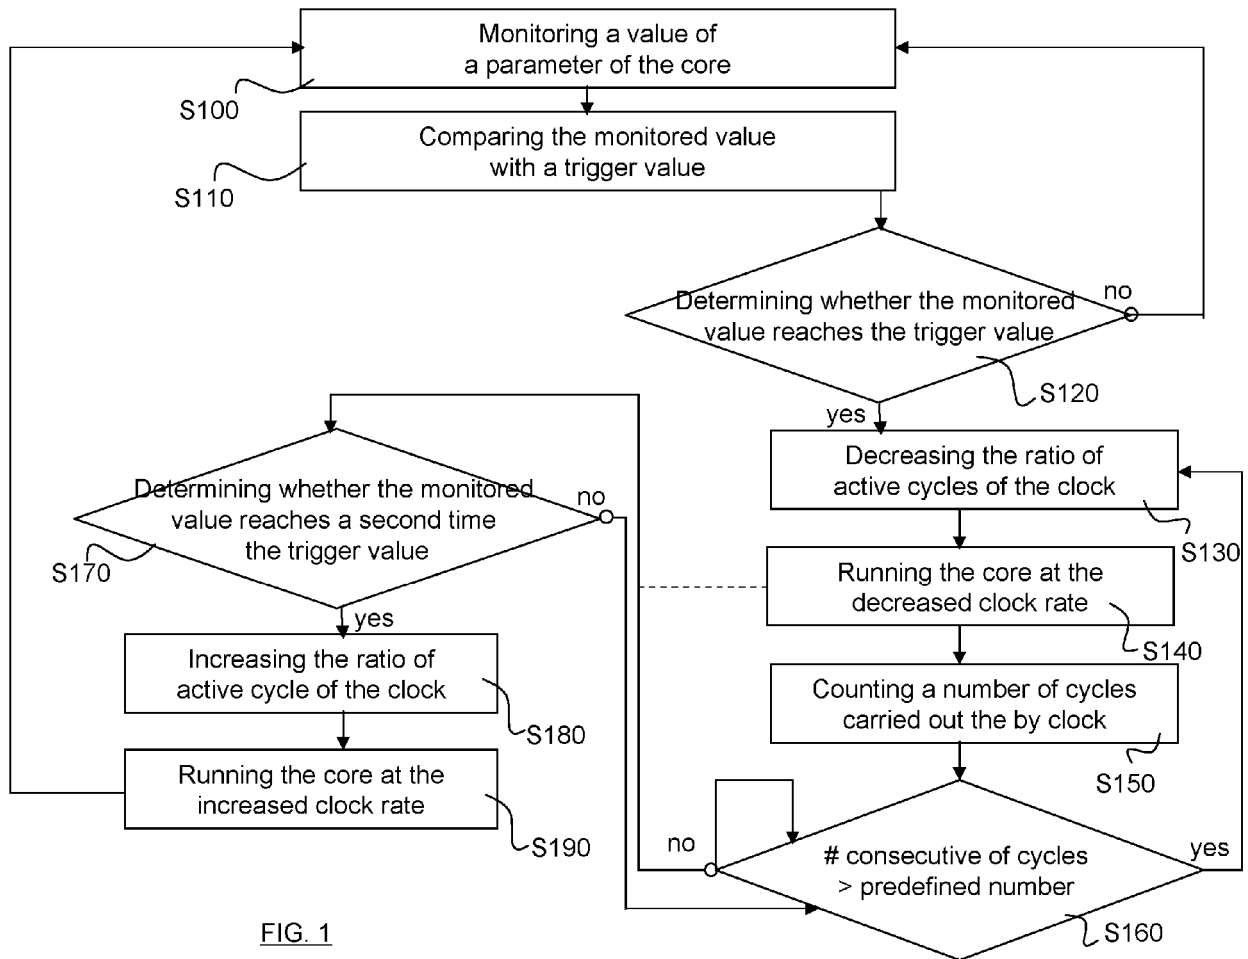 Monitoring a value of
a parameter of the core
S100
Comparing the monitored value
with a trigger value
S110
Determining whether the monitored
value reaches the trigger value
no
S120
yes
Decreasing the ratio of
active cycles of the clock
S130
Running the core at the
decreased clock rate
S140
Counting a number of cycles
carried out the by clock
S150
# consecutive of cycles
> predefined number
no
yes
S160
Determining whether the monitored
value reaches a second time
the trigger value
no
S170
yes
Increasing the ratio of
active cycle of the clock
S180
Running the core at the
increased clock rate
S190
FIG. 1